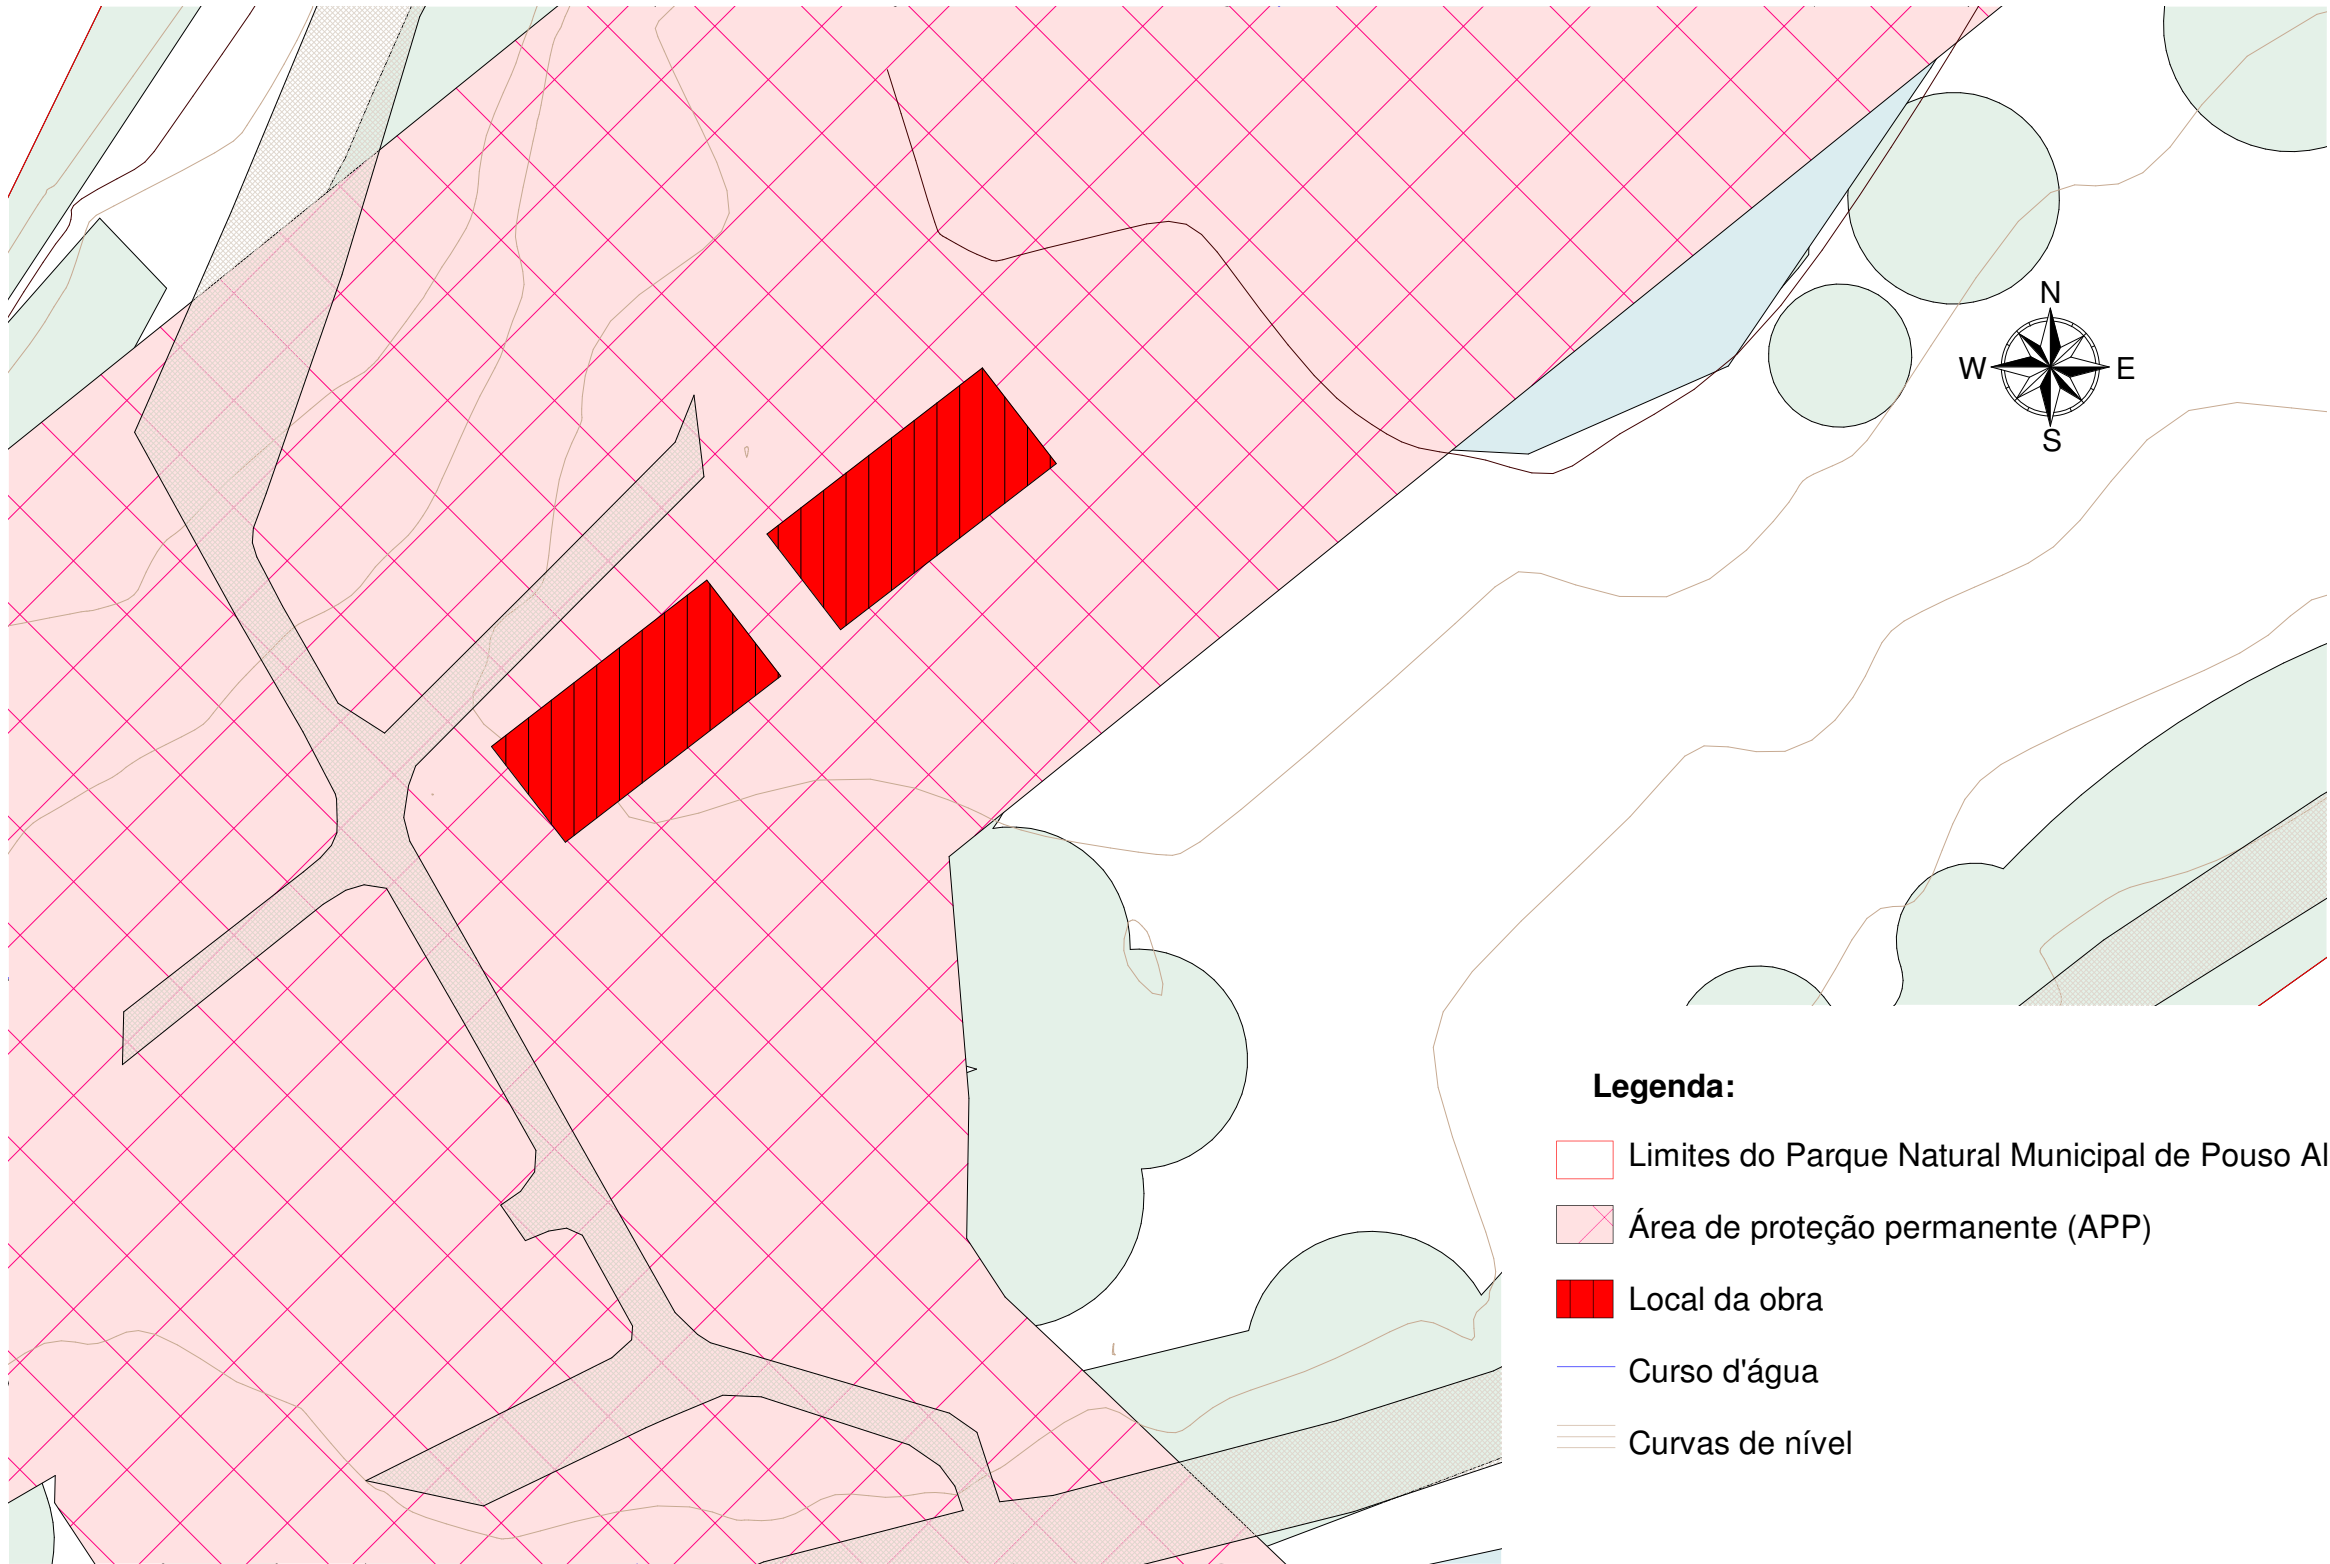 N
W E
S
Legenda:
Limites do Parque Natural Municipal de Pouso Al
Área de proteção permanente (APP)
Local da obra
Curso d'água
Curvas de nível